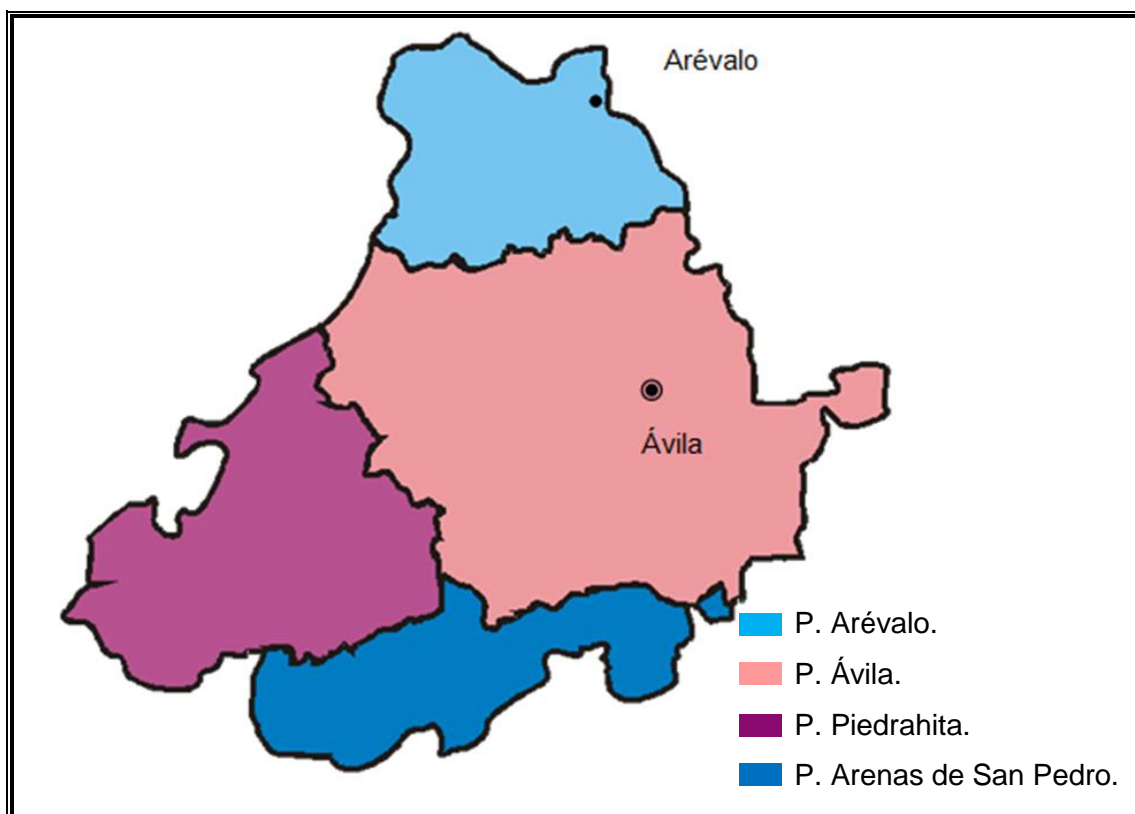 Arévalo
Ávila
P. Arévalo.
P. Ávila.
P. Piedrahita.
P. Arenas de San Pedro.